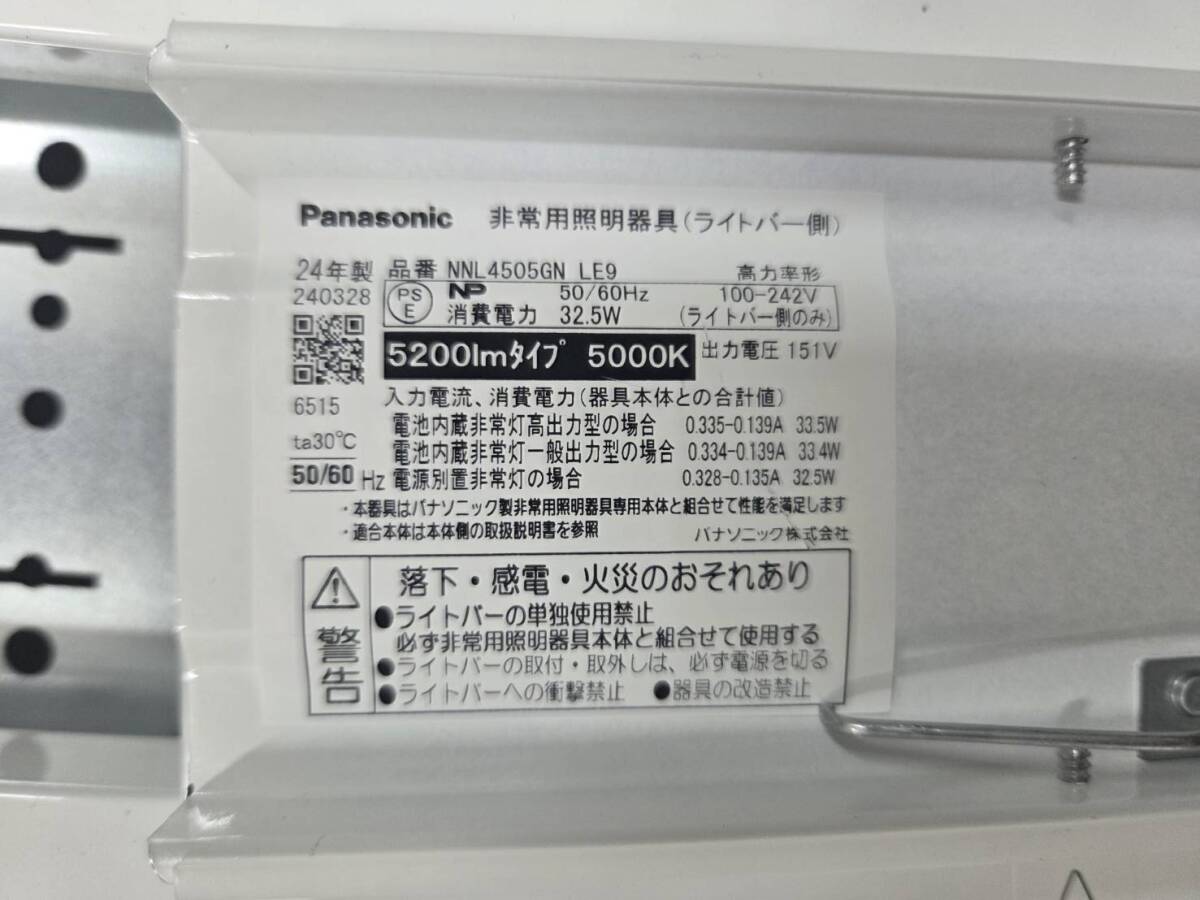 Panasonic 非常用照明器具(ライトバー側)
24年製 品番 NNL4505GN LE9 高力率形
240328
PS E NP 50/60Hz 100-242V
消費電力 32.5W (ライトバー側のみ)
5200lmタイプ 5000K 出力電圧 151V
6515
ta30℃
50/60 Hz
入力電流、消費電力(器具本体との合計値)
電池内蔵非常灯高出力型の場合 0.335-0.139A 33.5W
電池内蔵非常灯一般出力型の場合 0.334-0.139A 33.4W
電源別置非常灯の場合 0.328-0.135A 32.5W
・本器具はパナソニック製非常用照明器具専用本体と組合せて性能を満足します
・適合本体は本体側の取扱説明書を参照 パナソニック株式会社
警告
落下・感電・火災のおそれあり
●ライトバーの単独使用禁止
必ず非常用照明器具本体と組合せて使用する
●ライトバーの取付・取外しは、必ず電源を切る
●ライトバーへの衝撃禁止 ●器具の改造禁止